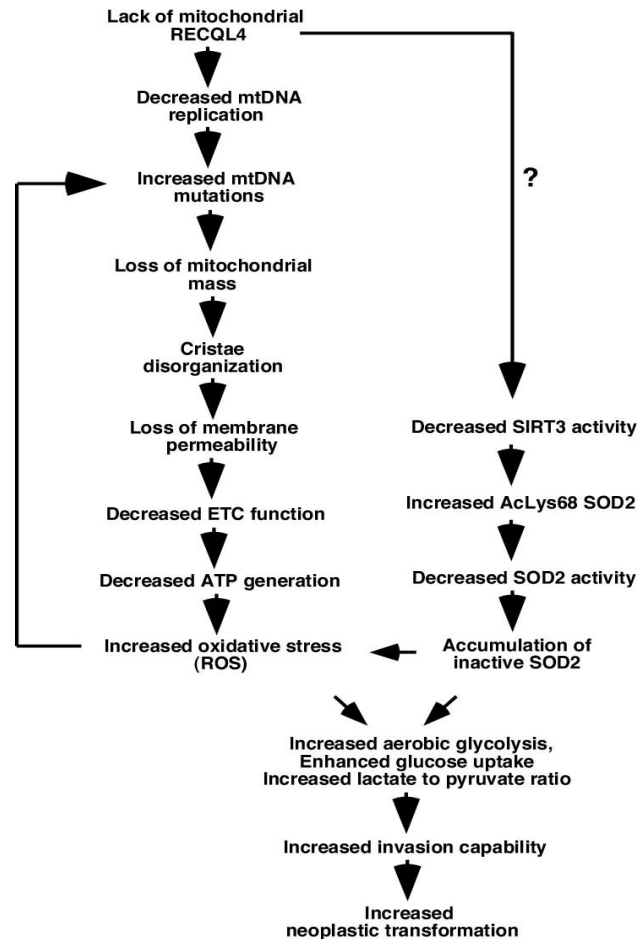 Lack of mitochondrial
RECQL4
Decreased mtDNA
replication
Increased mtDNA
mutations
?
Loss of mitochondrial
mass
Cristae
disorganization
Loss of membrane
permeability
Decreased ETC function
Decreased ATP generation
Increased oxidative stress
(ROS)
Decreased SIRT3 activity
Increased AcLys68 SOD2
Decreased SOD2 activity
Accumulation of
inactive SOD2
Increased aerobic glycolysis,
Enhanced glucose uptake
Increased lactate to pyruvate ratio
Increased invasion capability
Increased
neoplastic transformation